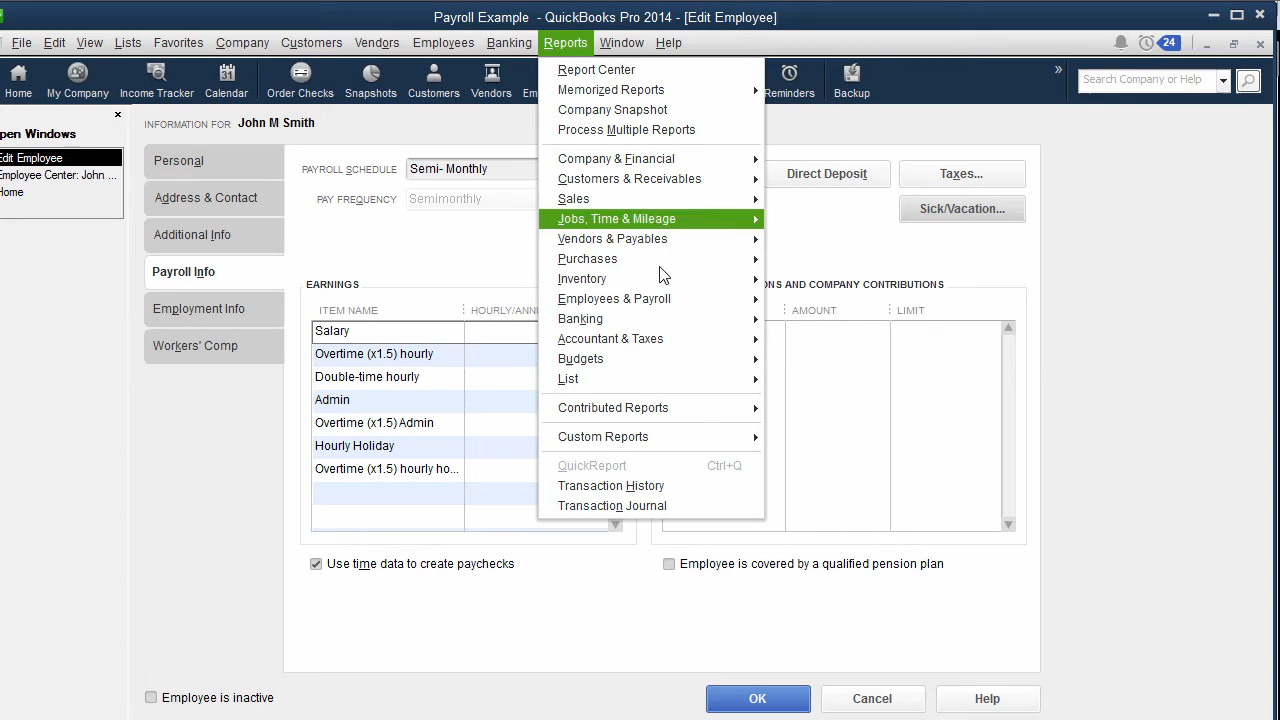 Payroll Example - QuickBooks Pro 2014 - [Edit Employee]
File Edit View Lists Favorites Company Customers Vendors Employees Banking Reports Window Help 24
Home My Company Income Tracker Calendar Order Checks Snapshots Customers Vendors Em Reminders Backup » Search Company or Help
pen Windows ×
Edit Employee
Employee Center: John ...
Home
INFORMATION FOR John M Smith
Personal
Address & Contact
Additional Info
Payroll Info
Employment Info
Workers' Comp
PAYROLL SCHEDULE Semi- Monthly
PAY FREQUENCY Semimonthly
Direct Deposit Taxes...
Sick/Vacation...
EARNINGS
ITEM NAME HOURLY/ANN
Salary
Overtime (x1.5) hourly
Double-time hourly
Admin
Overtime (x1.5) Admin
Hourly Holiday
Overtime (x1.5) hourly ho...
Report Center
Memorized Reports
Company Snapshot
Process Multiple Reports
Company & Financial
Customers & Receivables
Sales
Jobs, Time & Mileage
Vendors & Payables
Purchases
Inventory
Employees & Payroll
Banking
Accountant & Taxes
Budgets
List
Contributed Reports
Custom Reports
QuickReport Ctrl+Q
Transaction History
Transaction Journal
ONS AND COMPANY CONTRIBUTIONS
AMOUNT LIMIT
Use time data to create paychecks
Employee is covered by a qualified pension plan
Employee is inactive
OK Cancel Help